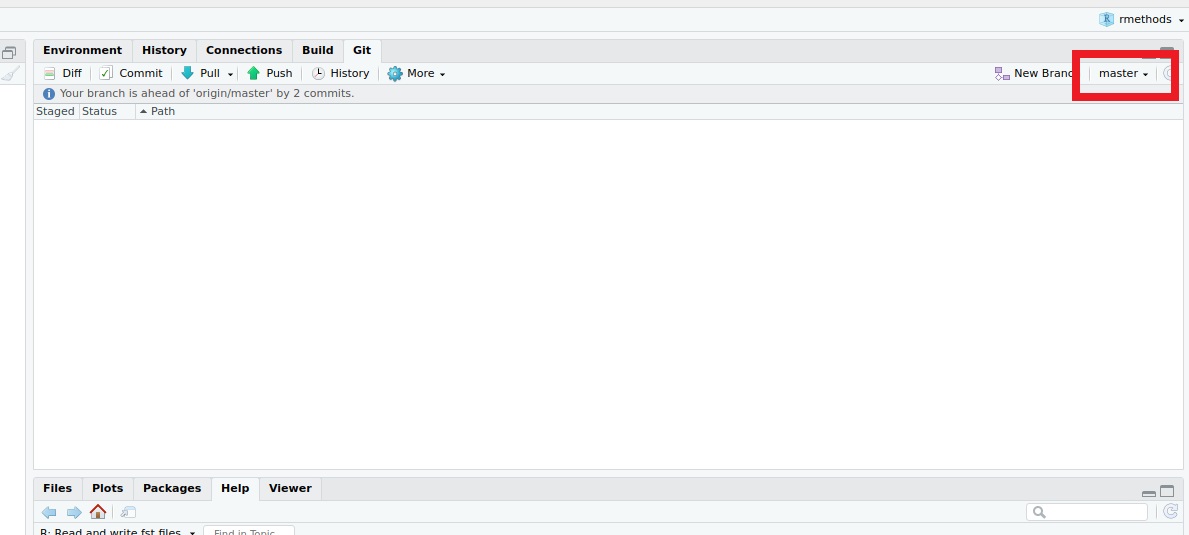 rmethods
Environment History Connections Build Git
Diff Commit Pull Push History More New Branc master
Your branch is ahead of 'origin/master' by 2 commits.
Staged Status Path
Files Plots Packages Help Viewer
R: Read and write fst files Find in Topic